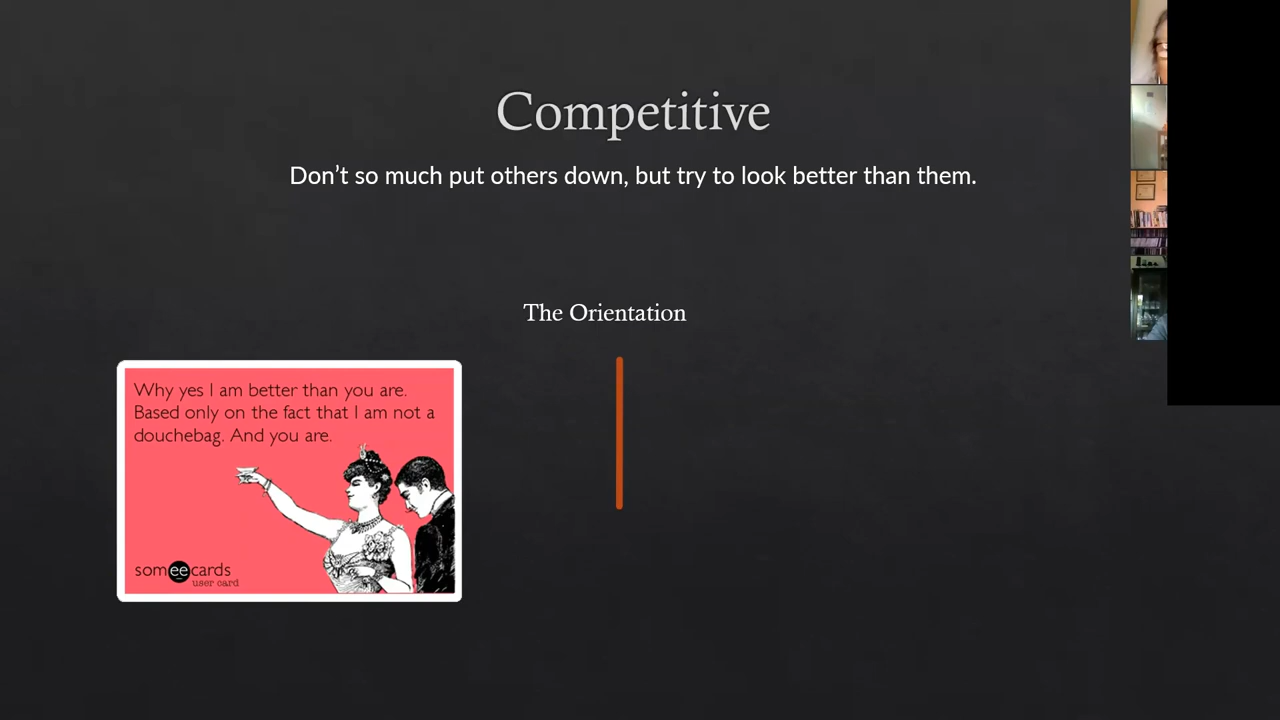 Competitive
Don’t so much put others down, but try to look better than them.
The Orientation
Why yes I am better than you are.
Based only on the fact that I am not a
douchebag. And you are.
someecards
user card